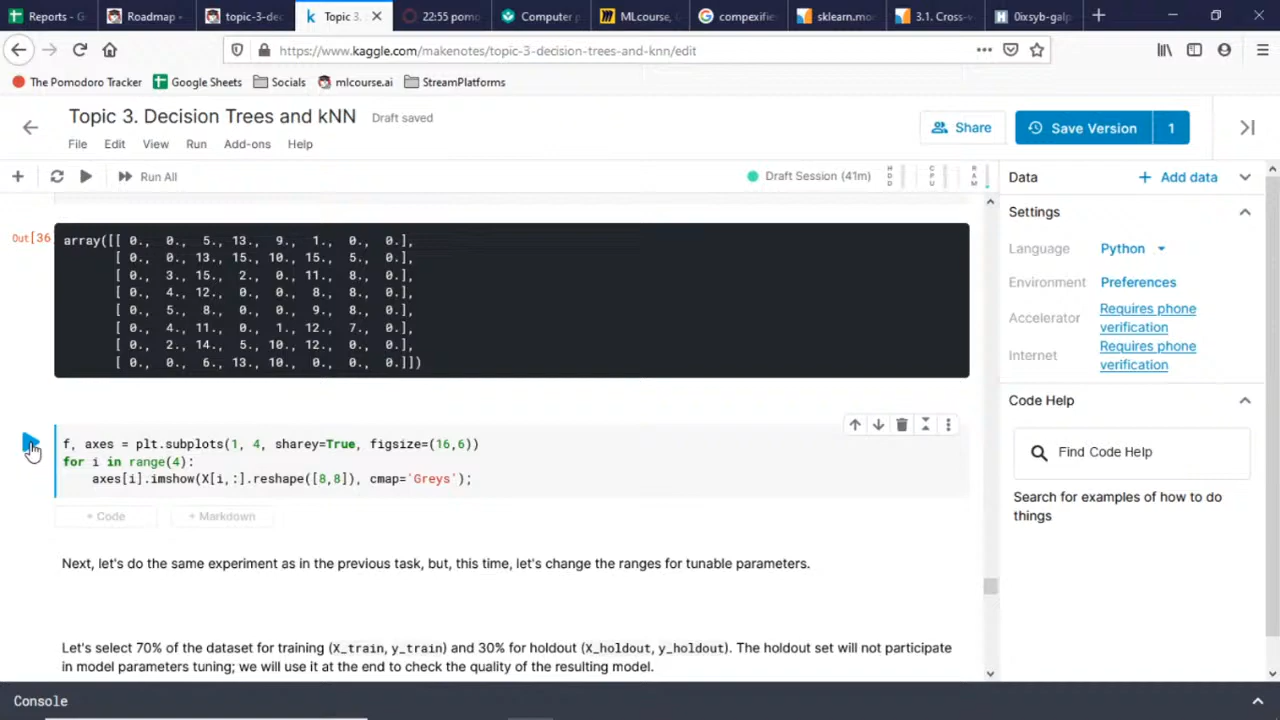 Reports - G
Roadmap -
topic-3-dec
Topic 3.
22:55 pomo
Computer p
MLcourse,
compexifie
sklearn.mo
3.1. Cross-v
0ixsyb-galp
https://www.kaggle.com/makenotes/topic-3-decision-trees-and-knn/edit
The Pomodoro Tracker
Google Sheets
Socials
mlcourse.ai
StreamPlatforms
Topic 3. Decision Trees and kNN
Draft saved
Share
Save Version
1
File Edit View Run Add-ons Help
Run All
Draft Session (41m)
HDD
CPU
RAM
Data
Add data
Out[36
array([[ 0., 0., 5., 13., 9., 1., 0., 0.],
[ 0., 0., 13., 15., 10., 15., 5., 0.],
[ 0., 3., 15., 2., 0., 11., 8., 0.],
[ 0., 4., 12., 0., 0., 8., 8., 0.],
[ 0., 5., 8., 0., 0., 9., 8., 0.],
[ 0., 4., 11., 0., 1., 12., 7., 0.],
[ 0., 2., 14., 5., 10., 12., 0., 0.],
[ 0., 0., 6., 13., 10., 0., 0., 0.]])
f, axes = plt.subplots(1, 4, sharey=True, figsize=(16,6))
for i in range(4):
axes[i].imshow(X[i,:].reshape([8,8]), cmap='Greys');
+ Code
+ Markdown
Next, let's do the same experiment as in the previous task, but, this time, let's change the ranges for tunable parameters.
Let's select 70% of the dataset for training (X_train, y_train) and 30% for holdout (X_holdout, y_holdout). The holdout set will not participate
in model parameters tuning; we will use it at the end to check the quality of the resulting model.
Settings
Language
Python
Environment
Preferences
Accelerator
Requires phone
verification
Internet
Requires phone
verification
Code Help
Find Code Help
Search for examples of how to do
things
Console